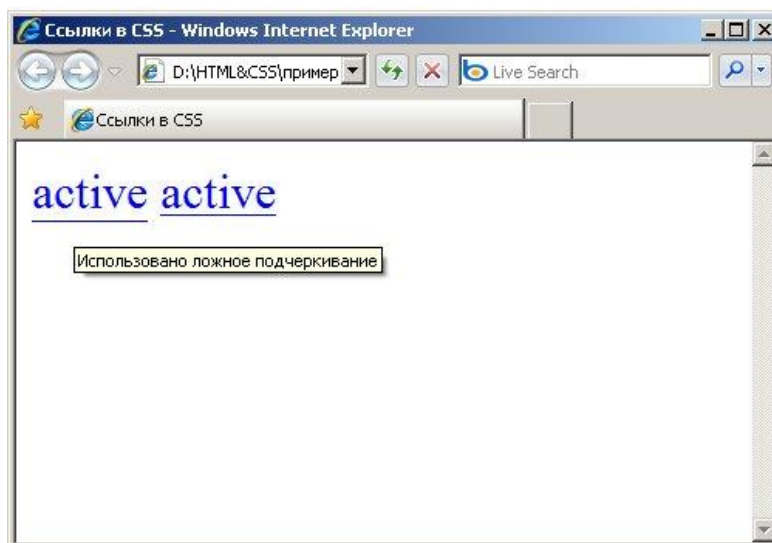 Ссылки в CSS - Windows Internet Explorer
D:\HTML&CSS\пример
Live Search
Ссылки в CSS
active active
Использовано ложное подчеркивание